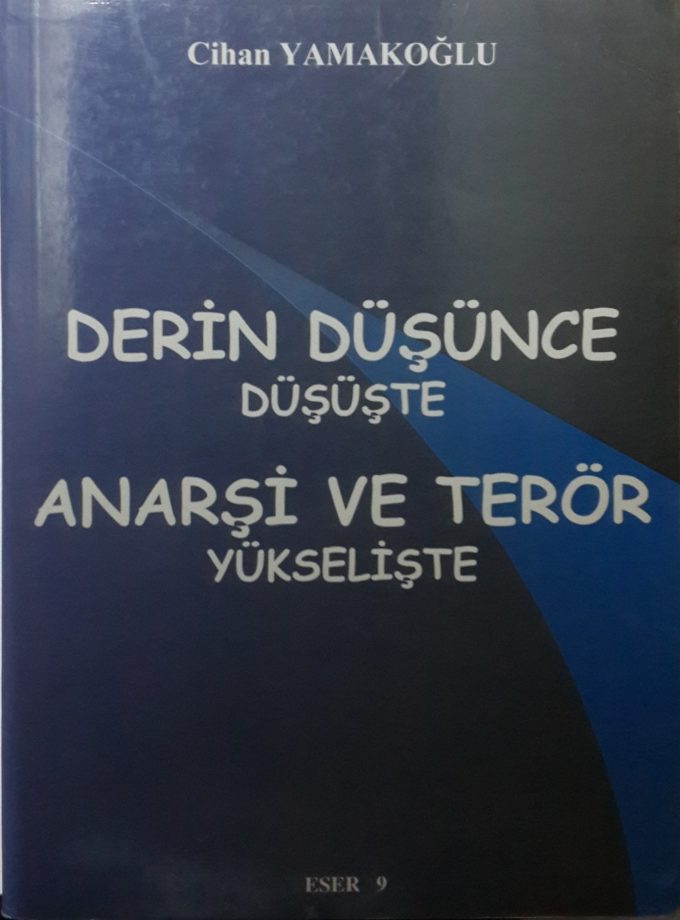 Cihan YAMAKOĞLU
DERİN DÜŞÜNCE
DÜŞÜŞTE
ANARŞİ VE TERÖR
YÜKSELİŞTE
ESER 9